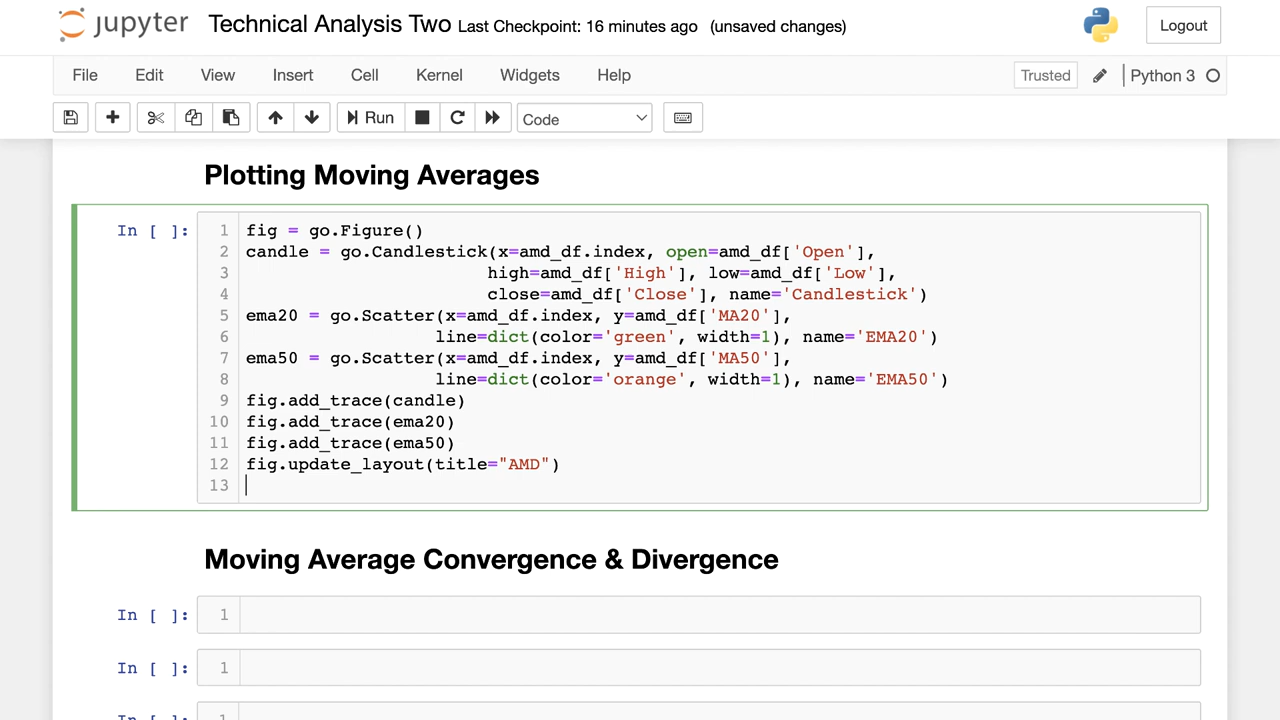 jupyter Technical Analysis Two Last Checkpoint: 16 minutes ago (unsaved changes) Logout
File Edit View Insert Cell Kernel Widgets Help Trusted Python 3
Run Code
Plotting Moving Averages
In [ ]: 1 fig = go.Figure()
2 candle = go.Candlestick(x=amd_df.index, open=amd_df['Open'],
3 high=amd_df['High'], low=amd_df['Low'],
4 close=amd_df['Close'], name='Candlestick')
5 ema20 = go.Scatter(x=amd_df.index, y=amd_df['MA20'],
6 line=dict(color='green', width=1), name='EMA20')
7 ema50 = go.Scatter(x=amd_df.index, y=amd_df['MA50'],
8 line=dict(color='orange', width=1), name='EMA50')
9 fig.add_trace(candle)
10 fig.add_trace(ema20)
11 fig.add_trace(ema50)
12 fig.update_layout(title="AMD")
13
Moving Average Convergence & Divergence
In [ ]: 1
In [ ]: 1
In [ ]: 1